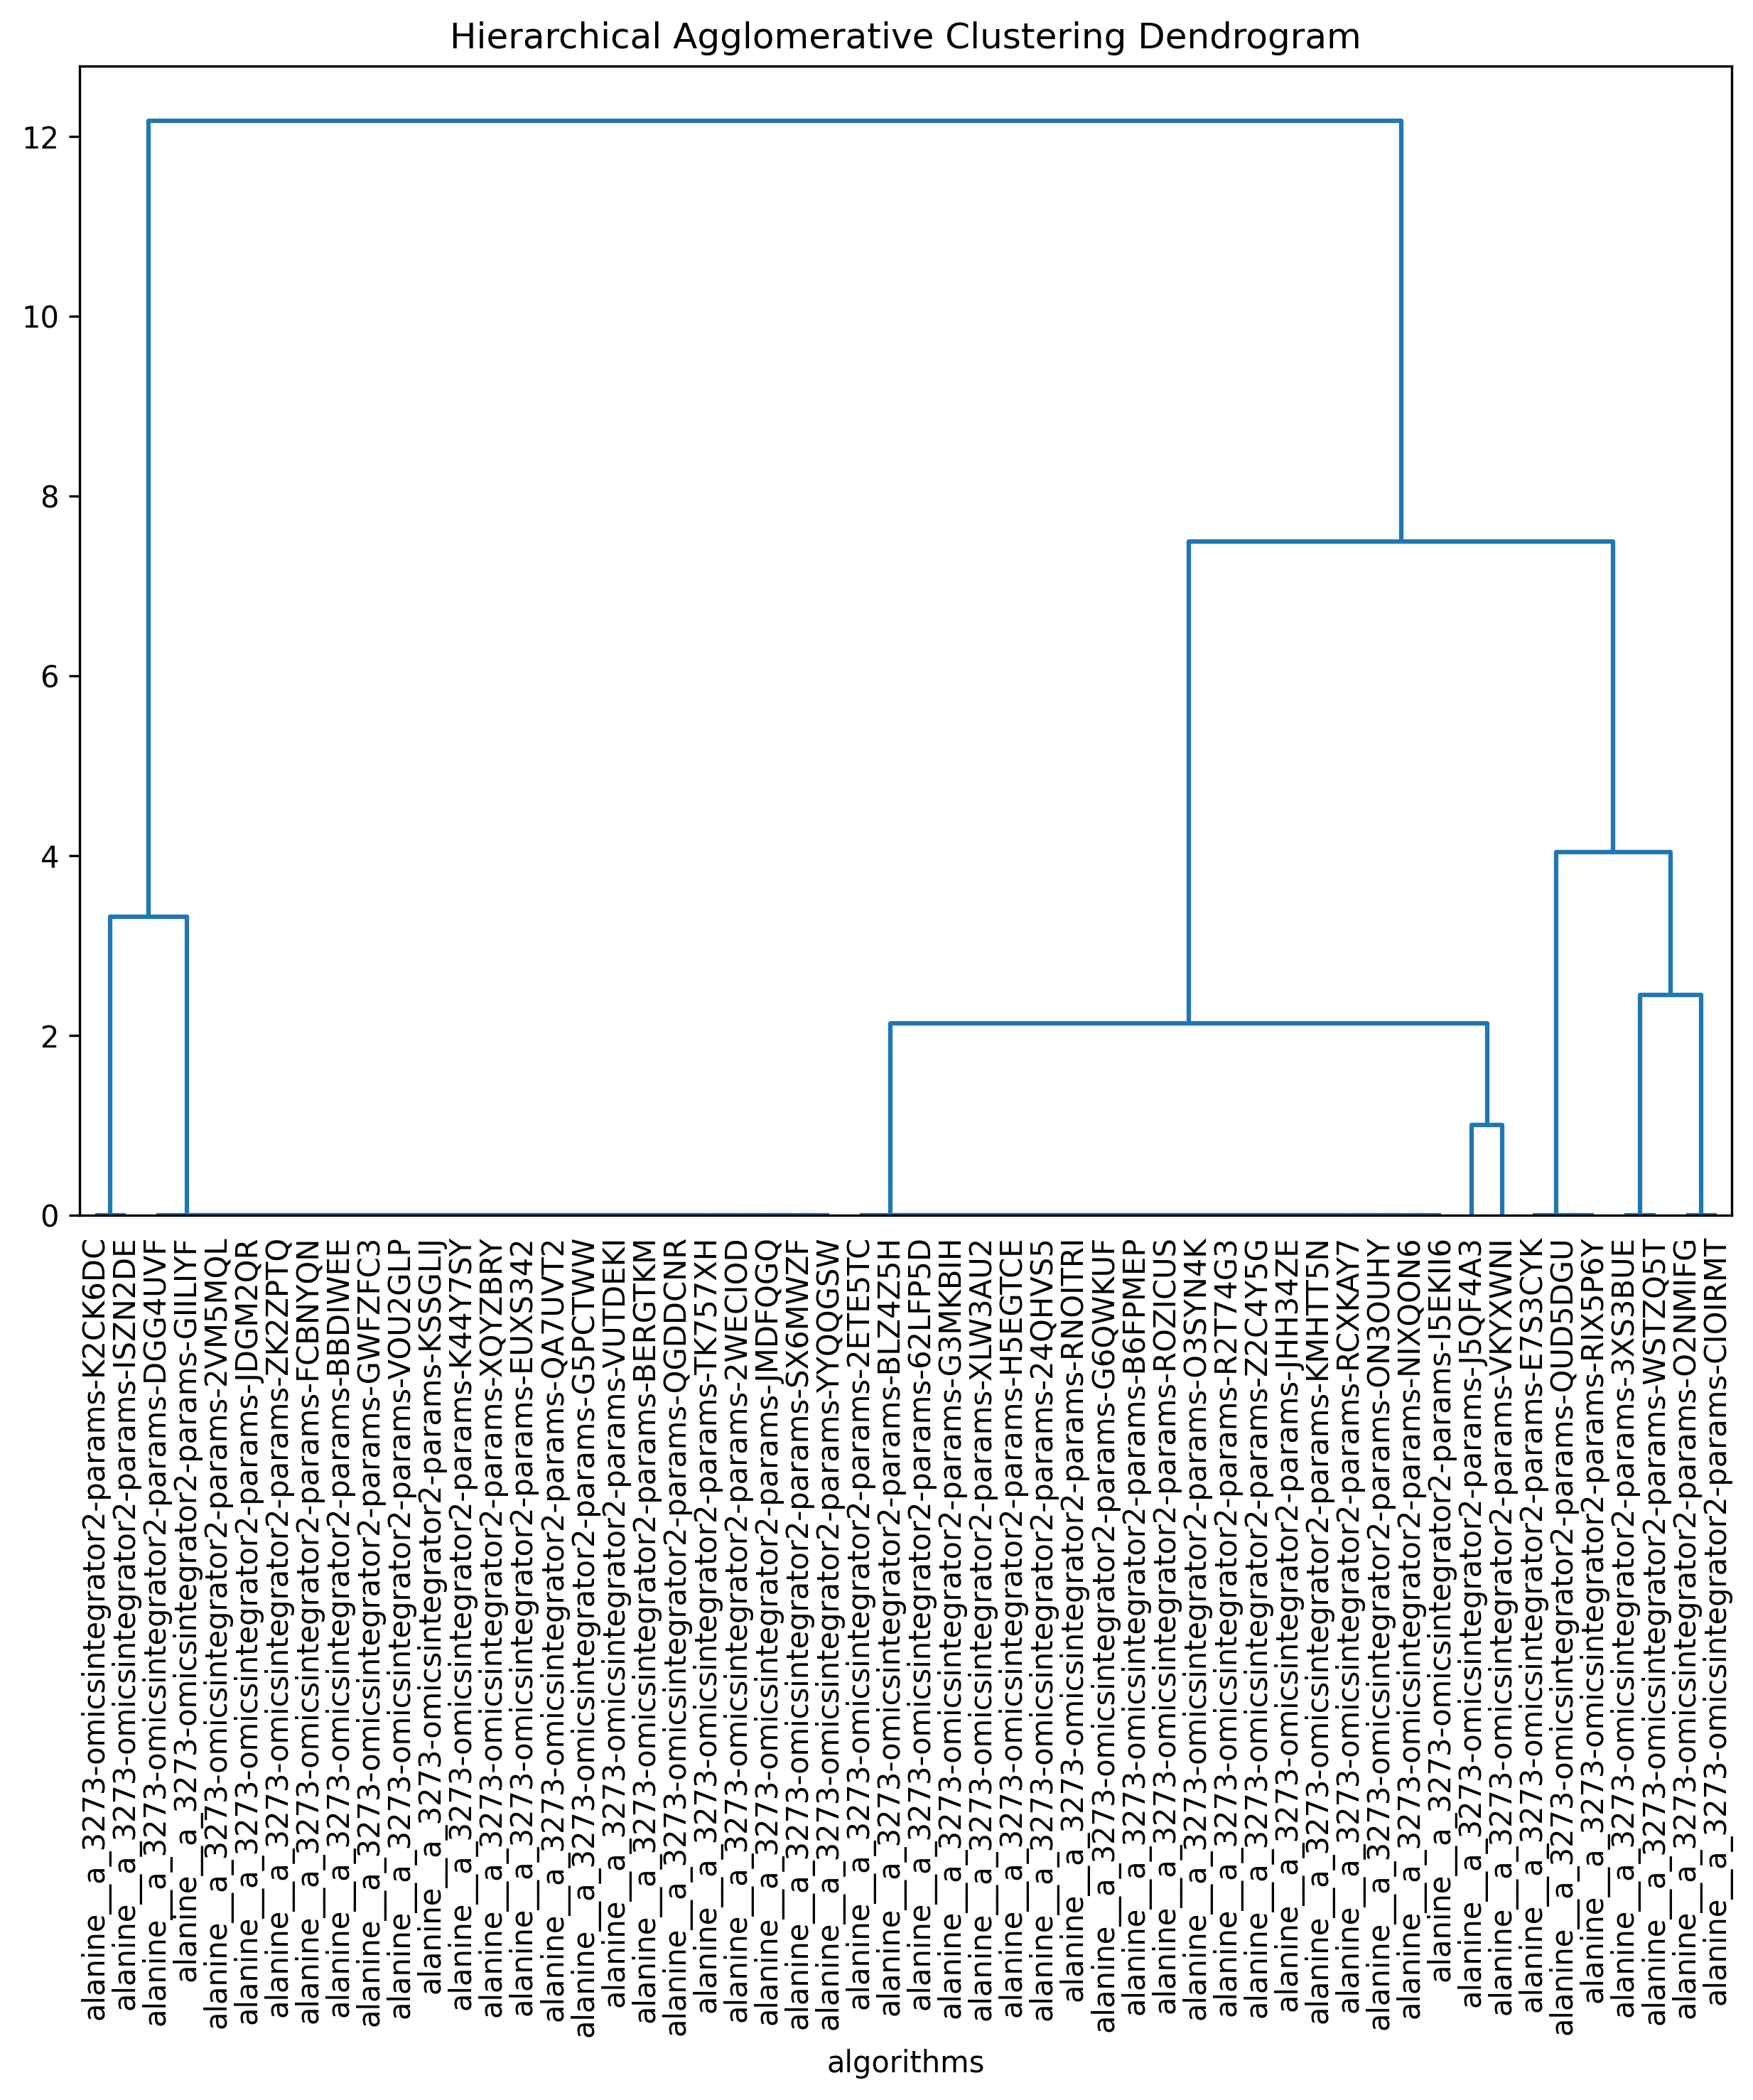 Hierarchical Agglomerative Clustering Dendrogram
12
10
8
6
4
2
0
alanine__a_3273-omicsintegrator2-params-K2CK6DC
alanine__a_3273-omicsintegrator2-params-ISZN2DE
alanine__a_3273-omicsintegrator2-params-DGG4UVF
alanine__a_3273-omicsintegrator2-params-GIILIYF
alanine__a_3273-omicsintegrator2-params-2VM5MQL
alanine__a_3273-omicsintegrator2-params-JDGM2QR
alanine__a_3273-omicsintegrator2-params-ZK2ZPTQ
alanine__a_3273-omicsintegrator2-params-FCBNYQN
alanine__a_3273-omicsintegrator2-params-BBDIWEE
alanine__a_3273-omicsintegrator2-params-GWFZFC3
alanine__a_3273-omicsintegrator2-params-VOU2GLP
alanine__a_3273-omicsintegrator2-params-KSSGLIJ
alanine__a_3273-omicsintegrator2-params-K44Y7SY
alanine__a_3273-omicsintegrator2-params-XQYZBRY
alanine__a_3273-omicsintegrator2-params-EUXS342
alanine__a_3273-omicsintegrator2-params-QA7UVT2
alanine__a_3273-omicsintegrator2-params-G5PCTWW
alanine__a_3273-omicsintegrator2-params-VUTDEKI
alanine__a_3273-omicsintegrator2-params-BERGTKM
alanine__a_3273-omicsintegrator2-params-QGDDCNR
alanine__a_3273-omicsintegrator2-params-TK757XH
alanine__a_3273-omicsintegrator2-params-2WECIOD
alanine__a_3273-omicsintegrator2-params-JMDFQGQ
alanine__a_3273-omicsintegrator2-params-SX6MWZF
alanine__a_3273-omicsintegrator2-params-YYQQGSW
alanine__a_3273-omicsintegrator2-params-2ETE5TC
alanine__a_3273-omicsintegrator2-params-BLZ4Z5H
alanine__a_3273-omicsintegrator2-params-62LFP5D
alanine__a_3273-omicsintegrator2-params-G3MKBIH
alanine__a_3273-omicsintegrator2-params-XLW3AU2
alanine__a_3273-omicsintegrator2-params-H5EGTCE
alanine__a_3273-omicsintegrator2-params-24QHVS5
alanine__a_3273-omicsintegrator2-params-RNOITRI
alanine__a_3273-omicsintegrator2-params-G6QWKUF
alanine__a_3273-omicsintegrator2-params-B6FPMEP
alanine__a_3273-omicsintegrator2-params-ROZICUS
alanine__a_3273-omicsintegrator2-params-O3SYN4K
alanine__a_3273-omicsintegrator2-params-R2T74G3
alanine__a_3273-omicsintegrator2-params-Z2C4Y5G
alanine__a_3273-omicsintegrator2-params-JHH34ZE
alanine__a_3273-omicsintegrator2-params-KMHTT5N
alanine__a_3273-omicsintegrator2-params-RCXKAY7
alanine__a_3273-omicsintegrator2-params-ON3OUHY
alanine__a_3273-omicsintegrator2-params-NIXQON6
alanine__a_3273-omicsintegrator2-params-I5EKII6
alanine__a_3273-omicsintegrator2-params-J5QF4A3
alanine__a_3273-omicsintegrator2-params-VKYXWNI
alanine__a_3273-omicsintegrator2-params-E7S3CYK
alanine__a_3273-omicsintegrator2-params-QUD5DGU
alanine__a_3273-omicsintegrator2-params-RIX5P6Y
alanine__a_3273-omicsintegrator2-params-3XS3BUE
alanine__a_3273-omicsintegrator2-params-WSTZQ5T
alanine__a_3273-omicsintegrator2-params-O2NMIFG
alanine__a_3273-omicsintegrator2-params-CIOIRMT
algorithms